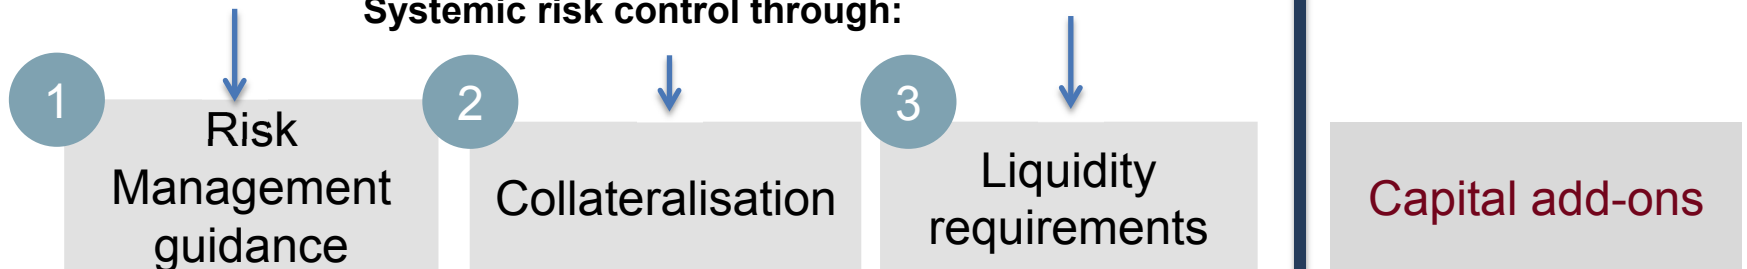 Systemic risk control through:
1
Risk
Management
guidance
2
Collateralisation
3
Liquidity
requirements
Capital add-ons